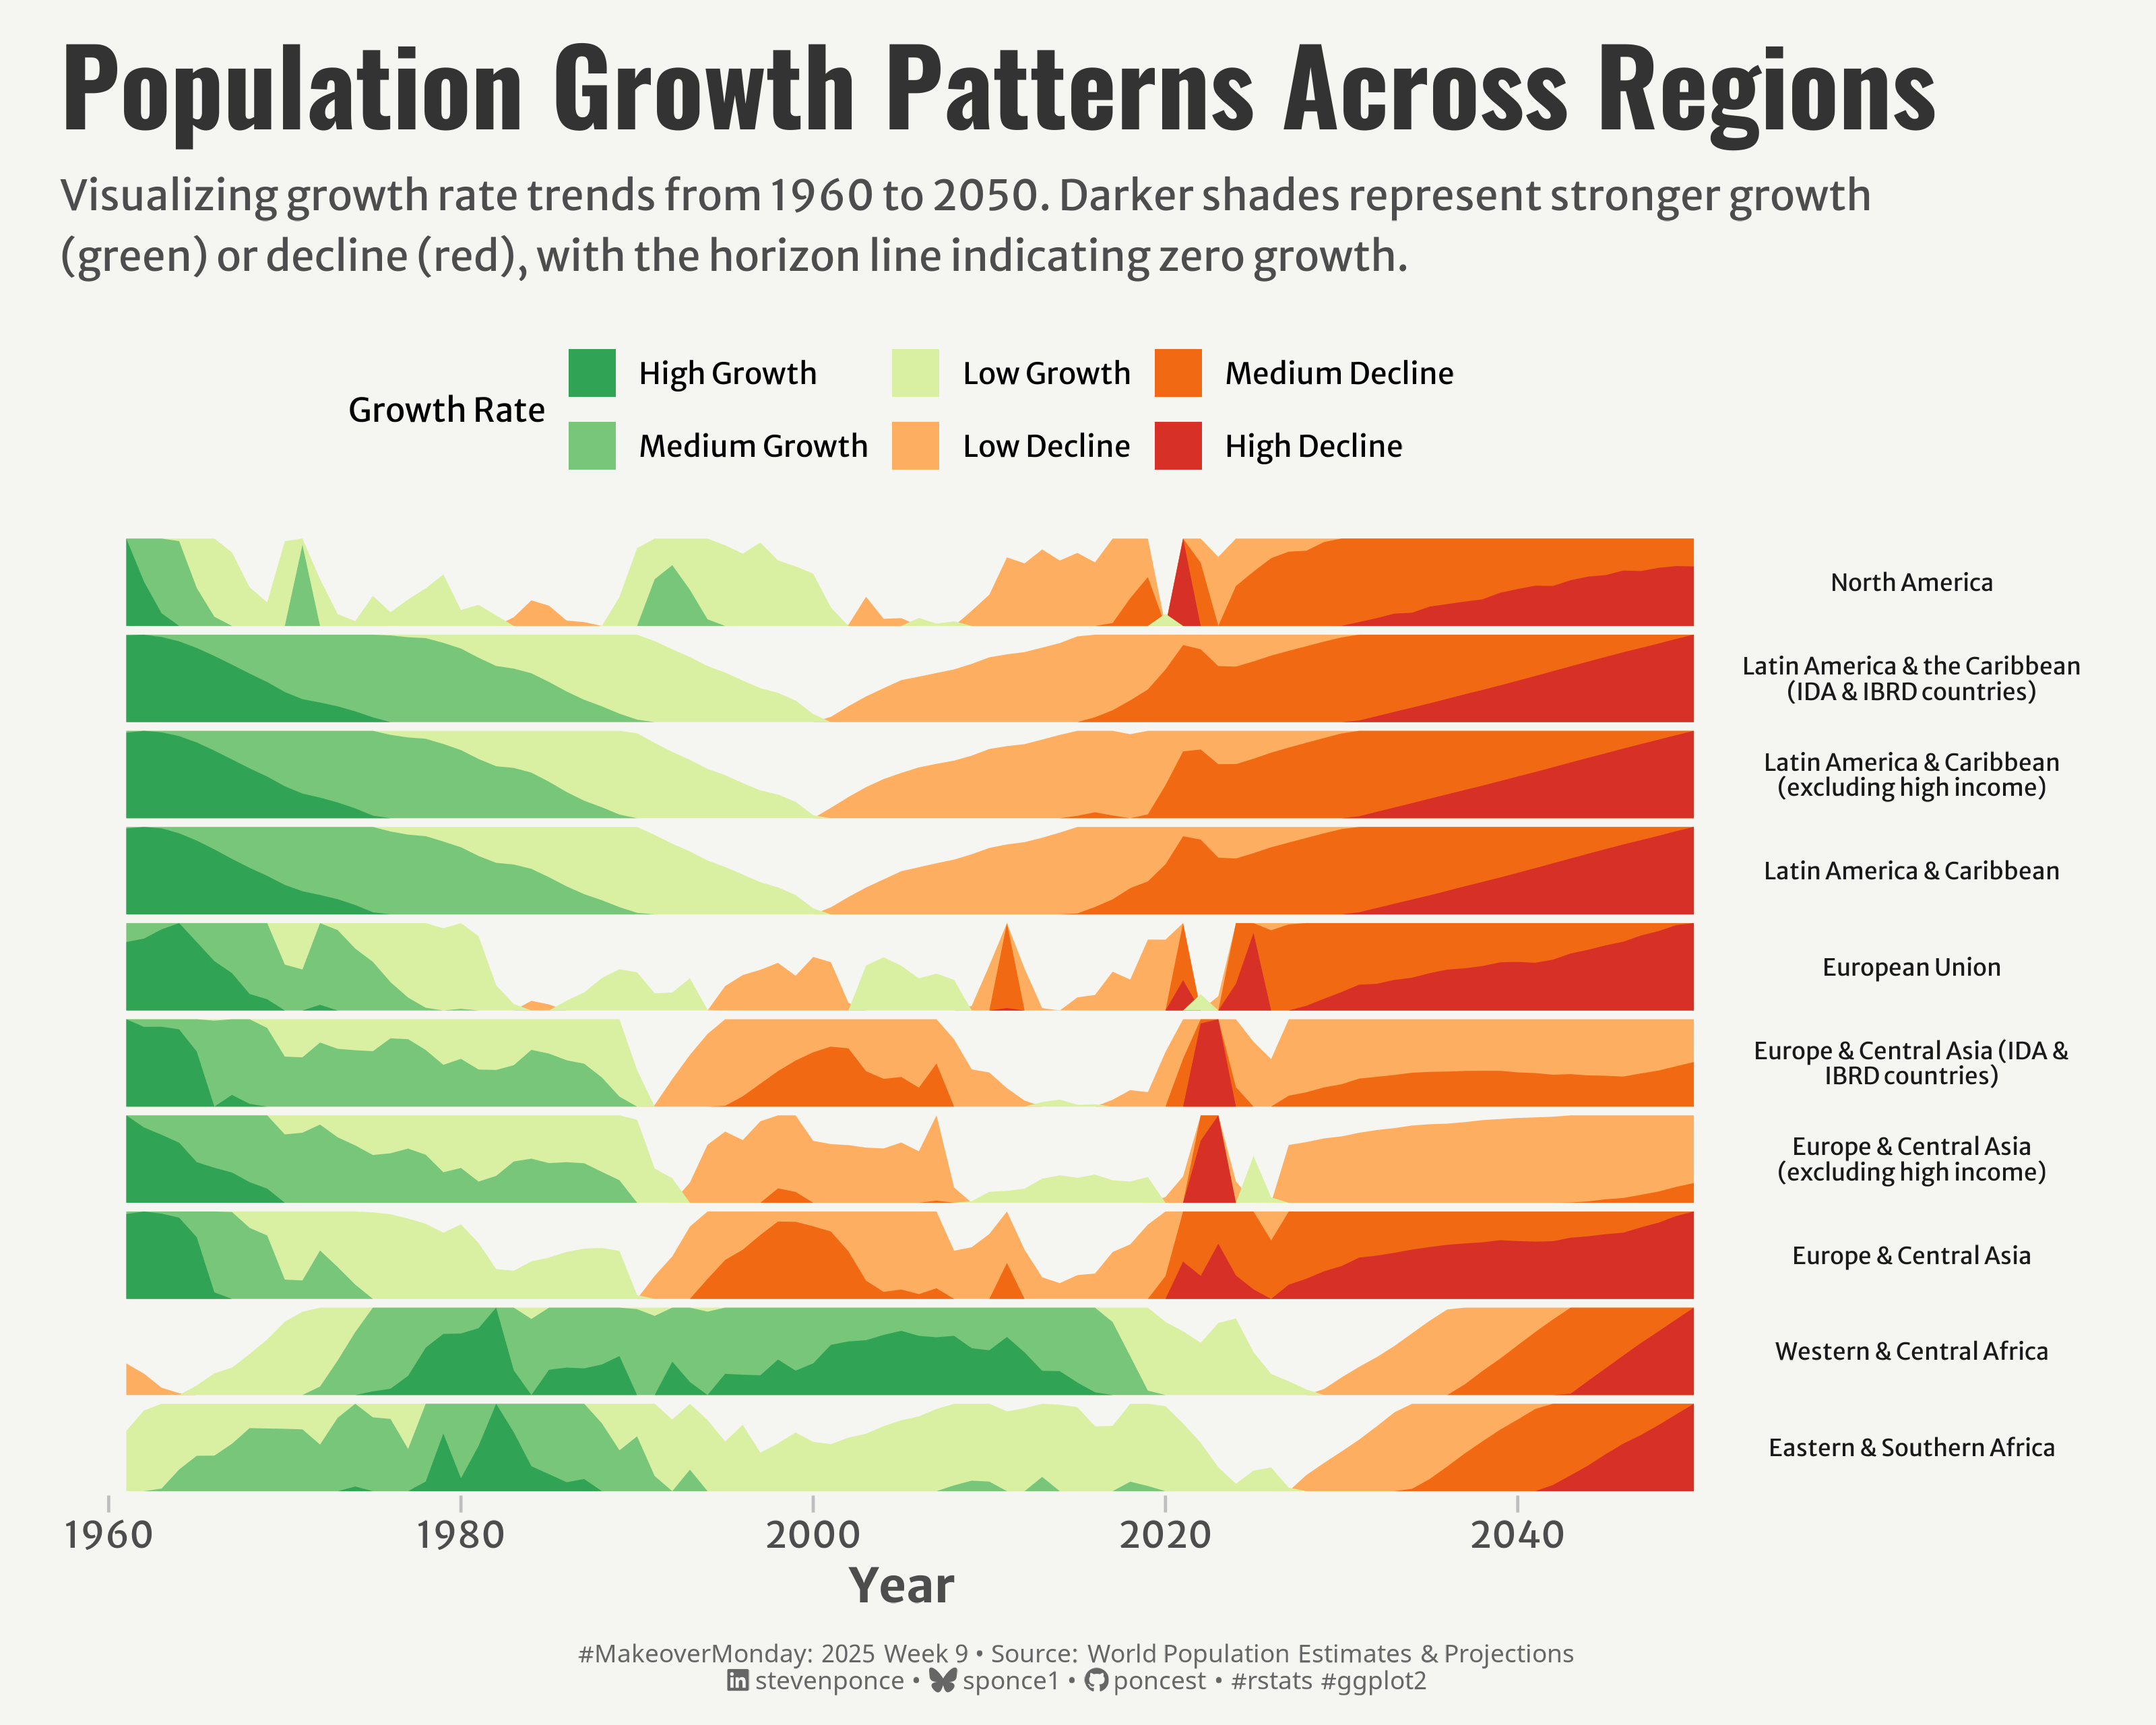 Population Growth Patterns Across Regions
Visualizing growth rate trends from 1960 to 2050. Darker shades represent stronger growth
(green) or decline (red), with the horizon line indicating zero growth.
Growth Rate
High Growth
Medium Growth
Low Growth
Low Decline
Medium Decline
High Decline
North America
Latin America & the Caribbean
(IDA & IBRD countries)
Latin America & Caribbean
(excluding high income)
Latin America & Caribbean
European Union
Europe & Central Asia (IDA &
IBRD countries)
Europe & Central Asia
(excluding high income)
Europe & Central Asia
Western & Central Africa
Eastern & Southern Africa
1960
1980
2000
2020
2040
Year
#MakeoverMonday: 2025 Week 9 • Source: World Population Estimates & Projections
stevenponce • sponce1 • poncest • #rstats #ggplot2